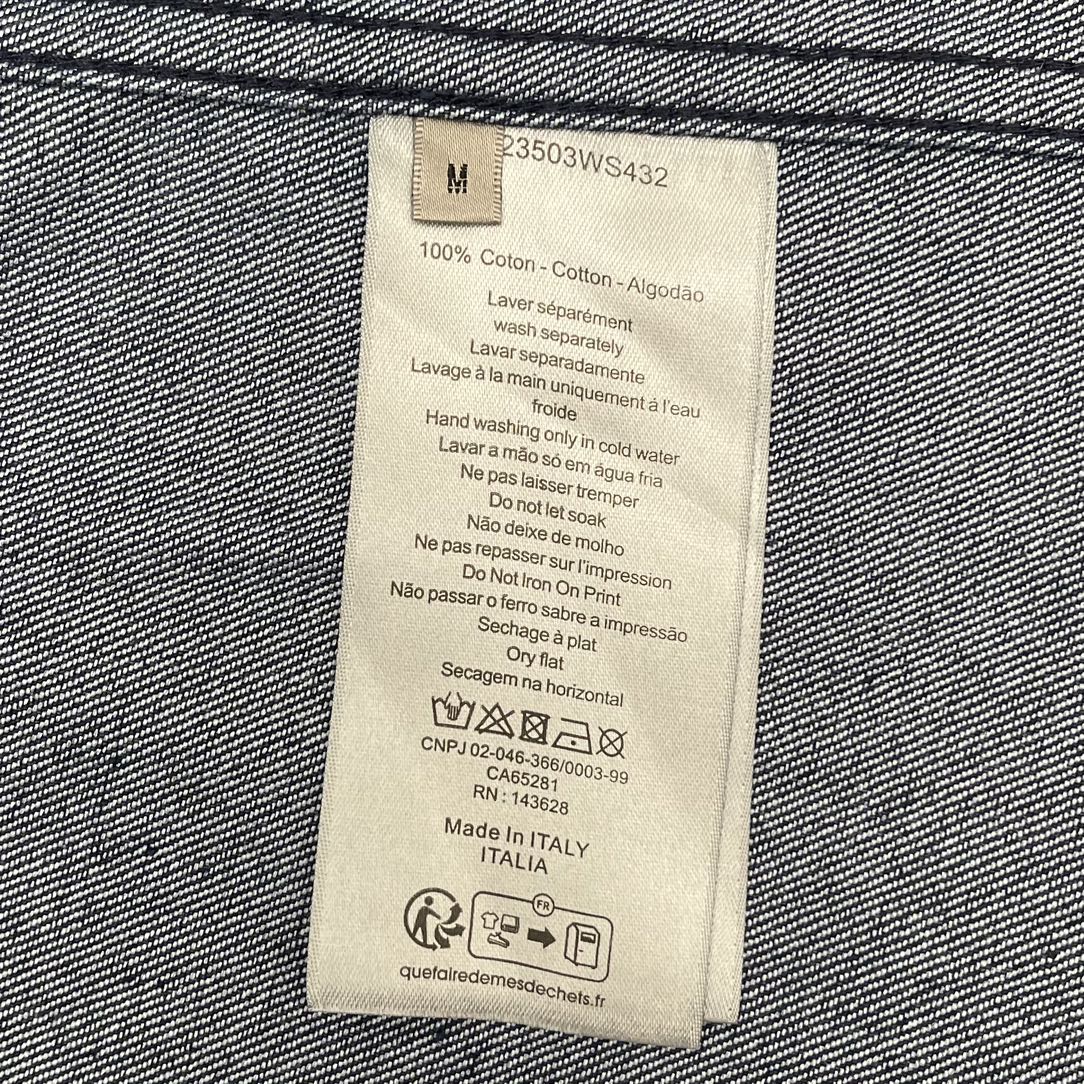 23503WS432
M
100% Coton - Cotton - Algodão
Laver séparément
wash separately
Lavar separadamente
Lavage à la main uniquement á l'eau
froide
Hand washing only in cold water
Lavar a mão só em água fria
Ne pas laisser tremper
Do not let soak
Não deixe de molho
Ne pas repasser sur l'impression
Do Not Iron On Print
Não passar o ferro sabre a impressão
Sechage à plat
Ory flat
Secagem na horizontal
CNPJ 02-046-366/0003-99
CA65281
RN : 143628
Made In ITALY
ITALIA
FR
quefairedemesdechets.fr